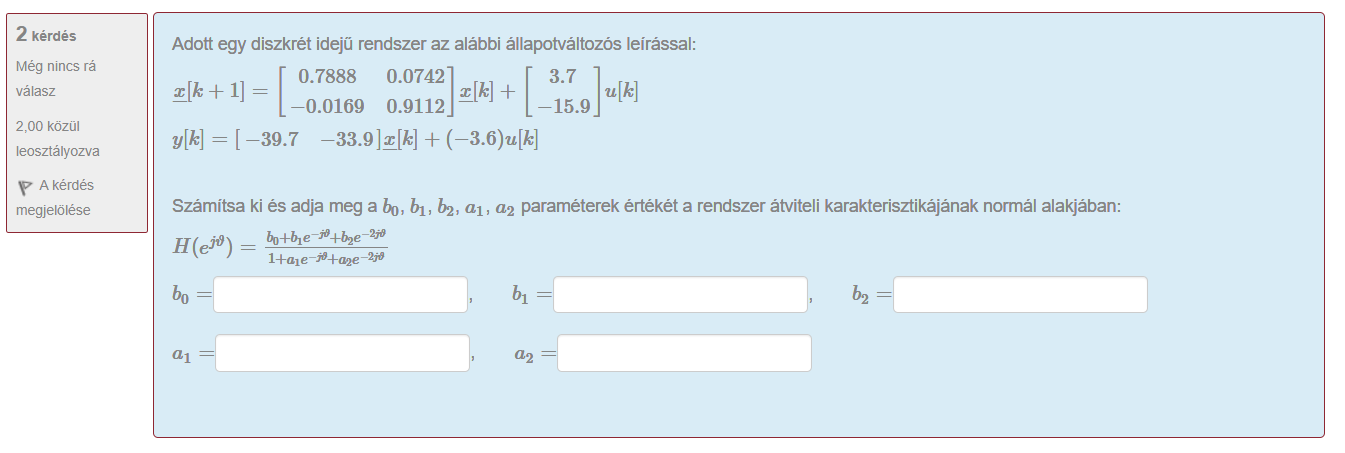 2 kérdés
Még nincs rá
válasz
2,00 közül
leosztályozva
A kérdés
megjelölése
Adott egy diszkrét idejű rendszer az alábbi állapotváltozós leírással:
x[k + 1] = [0.7888 0.0742; −0.0169 0.9112] x[k] + [3.7; −15.9] u[k]
y[k] = [ −39.7 −33.9 ] x[k] + (−3.6)u[k]
Számítsa ki és adja meg a b₀, b₁, b₂, a₁, a₂ paraméterek értékét a rendszer átviteli karakterisztikájának normál alakjában:
H(e^{jϑ}) = (b₀+b₁e^{−jϑ}+b₂e^{−2jϑ})/(1+a₁e^{−jϑ}+a₂e^{−2jϑ})
b₀ = , b₁ = , b₂ =
a₁ = , a₂ =